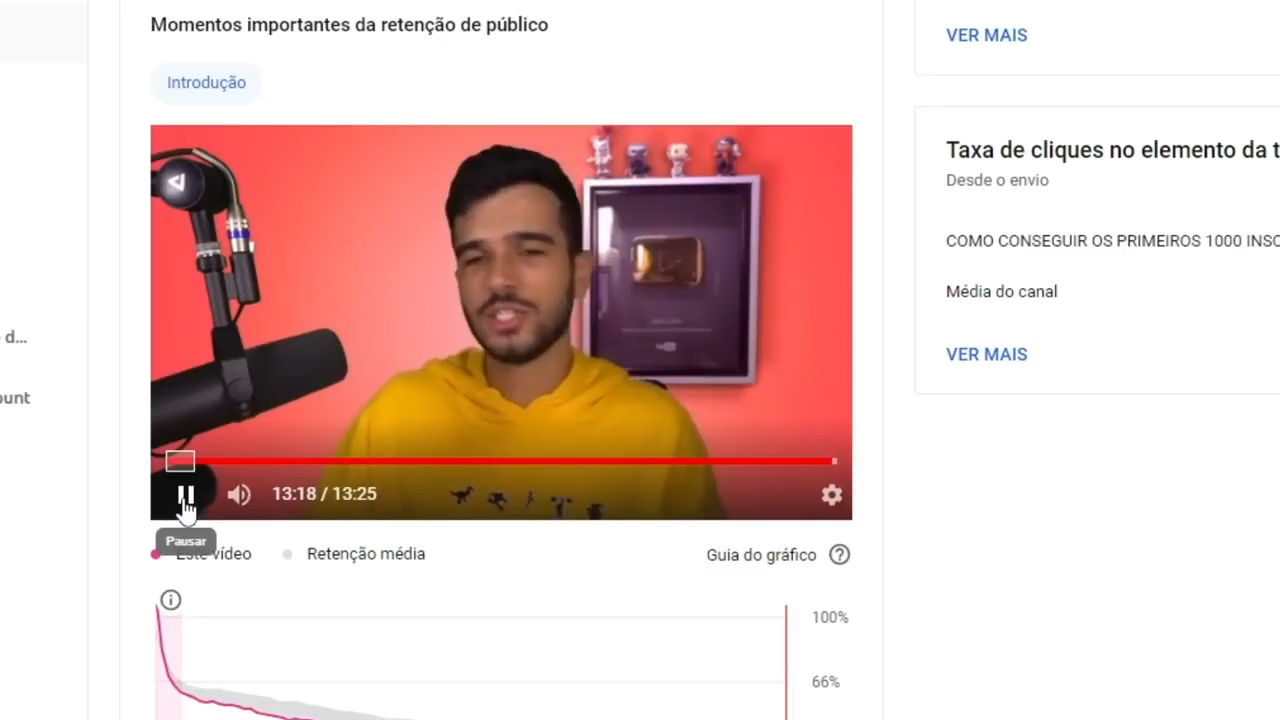 Momentos importantes da retenção de público
Introdução
13:18 / 13:25
Pausar
Este vídeo
Retenção média
Guia do gráfico
100%
66%
VER MAIS
Taxa de cliques no elemento da t
Desde o envio
COMO CONSEGUIR OS PRIMEIROS 1000 INSC
Média do canal
VER MAIS
d...
ount